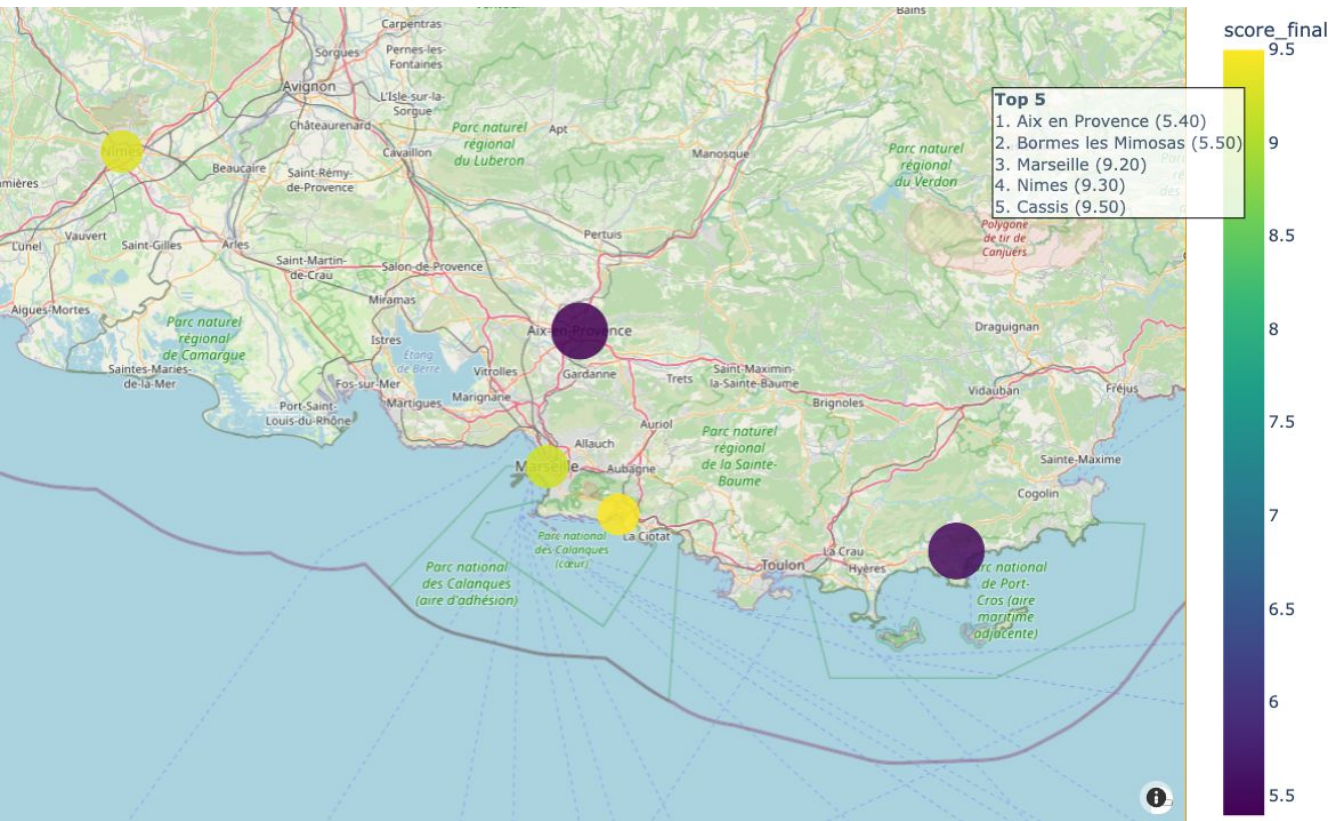 Bains
Carpentras
Sorgues
Pernes-les-
Fontaines
Avignon
L'Isle-sur-la-
Sorgue
Châteaurenard
Parc naturel
régional
du Luberon
Apt
Nîmes
Cavaillon
Manosque
Beaucaire
Saint-Rémy-
de-Provence
Parc naturel
régional
du Verdon
Vauvert
Saint-Gilles
Lunel
Arles
Pertuis
Polygone
de tir de
Canjuers
Saint-Martin-
de-Crau
Salon-de-Provence
Miramas
Aigues-Mortes
Parc naturel
régional
de Camargue
Istres
Étang
de Berre
Aix-en-Provence
Draguignan
Saintes-Maries-
de-la-Mer
Fos-sur-Mer
Vitrolles
Gardanne
Trets
Saint-Maximin-
la-Sainte-Baume
Vidauban
Fréjus
Port-Saint-
Louis-du-Rhône
Martigues
Marignane
Brignoles
Auriol
Allauch
Parc naturel
régional
de la Sainte-
Baume
Marseille
Aubagne
Sainte-Maxime
Cogolin
Parc national
des Calanques
(cœur)
La Ciotat
Toulon
La Crau
Hyères
Parc national
des Calanques
(aire d'adhésion)
rc national
de Port-
Cros (aire
maritime
adjacente)
Top 5
1. Aix en Provence (5.40)
2. Bormes les Mimosas (5.50)
3. Marseille (9.20)
4. Nimes (9.30)
5. Cassis (9.50)
score_final
9.5
9
8.5
8
7.5
7
6.5
6
5.5